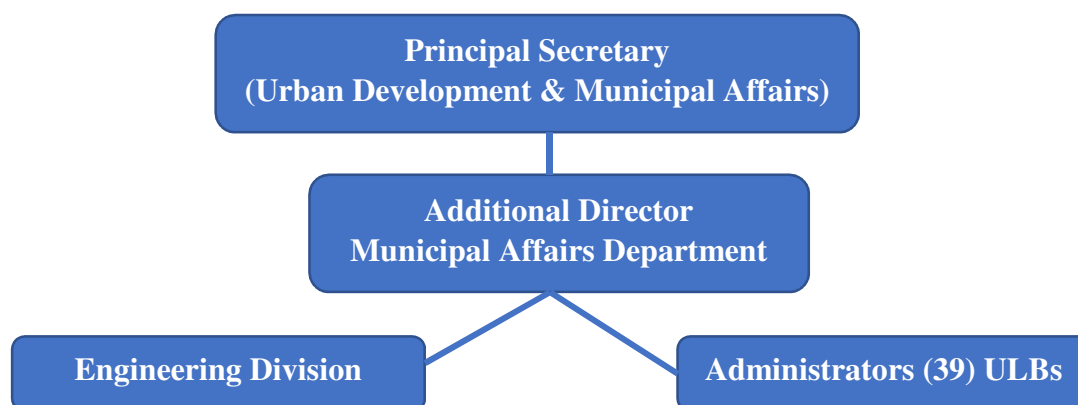 Principal Secretary
(Urban Development & Municipal Affairs)
Additional Director
Municipal Affairs Department
Engineering Division
Administrators (39) ULBs